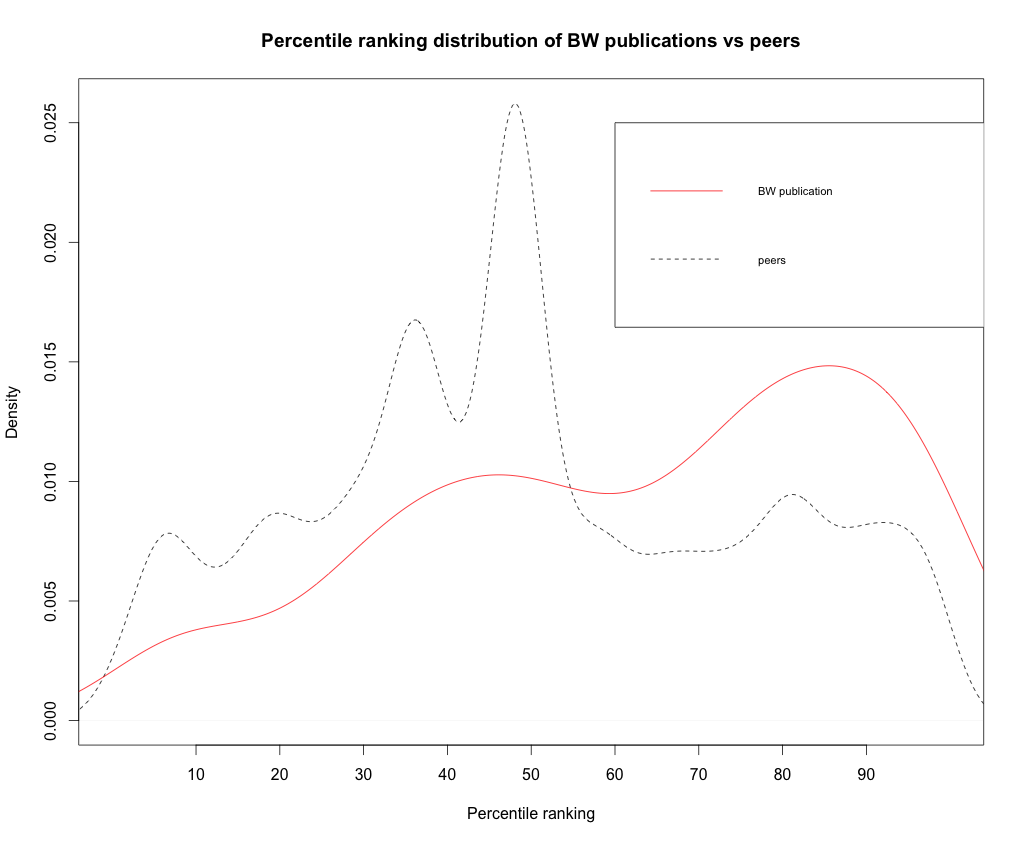 Percentile ranking distribution of BW publications vs peers
0.025
0.020
0.015
0.010
0.005
0.000
Density
BW publication
peers
10 20 30 40 50 60 70 80 90
Percentile ranking